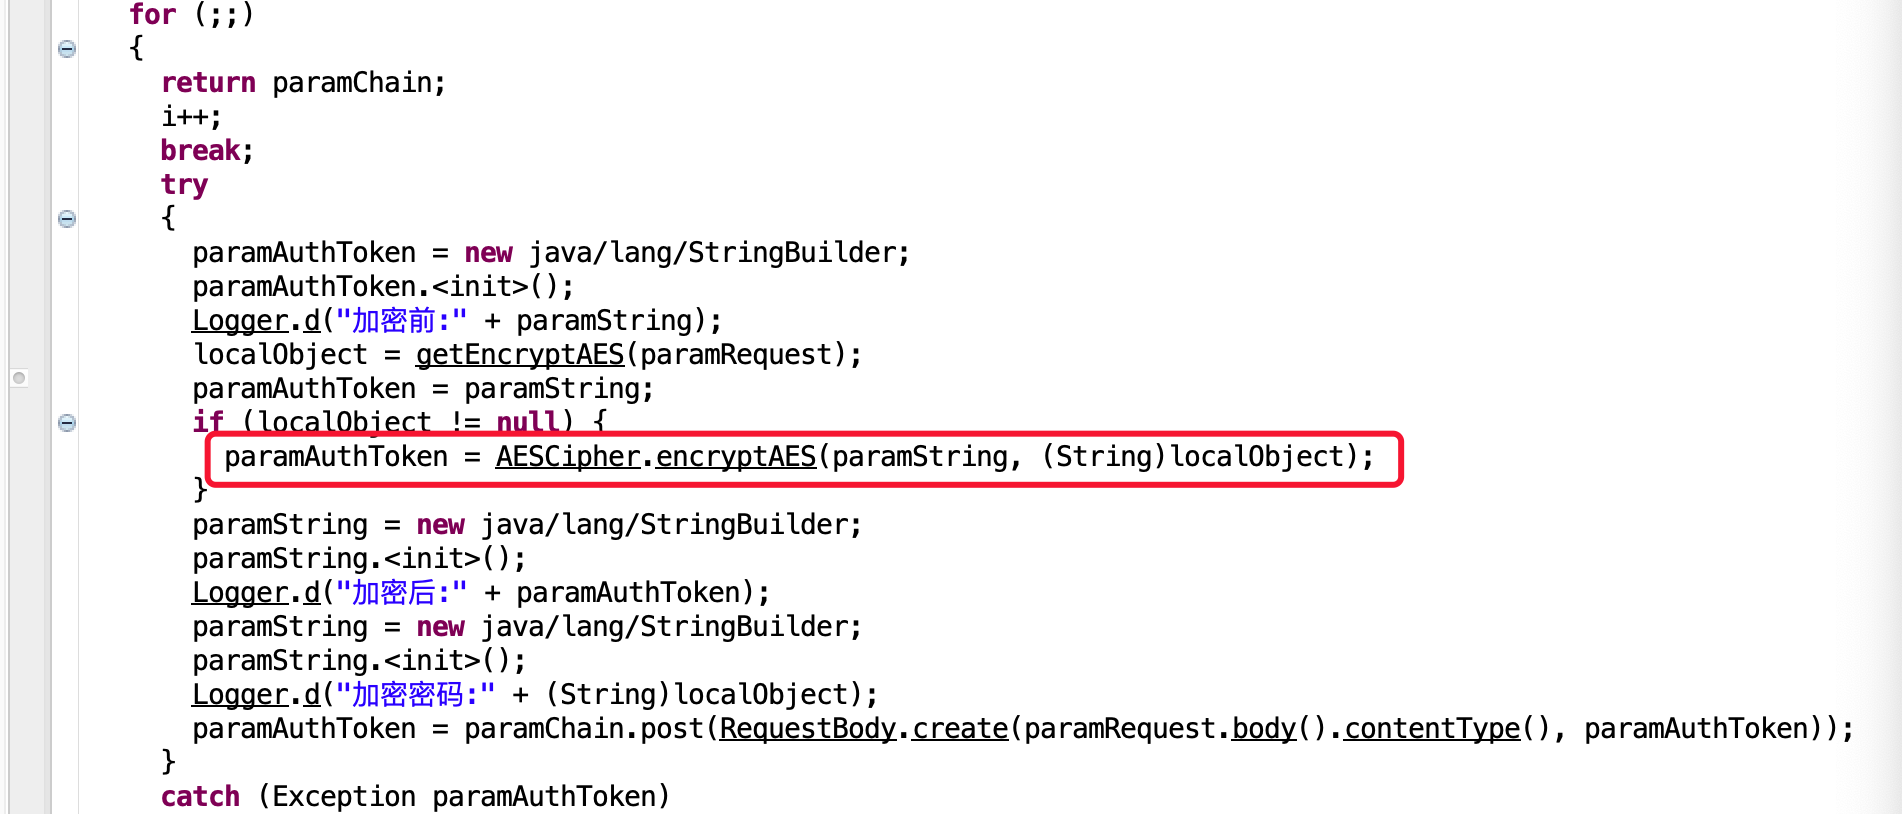 for (;;)
{
return paramChain;
i++;
break;
try
{
paramAuthToken = new java/lang/StringBuilder;
paramAuthToken.<init>();
Logger.d("加密前:" + paramString);
localObject = getEncryptAES(paramRequest);
paramAuthToken = paramString;
if (localObject != null) {
paramAuthToken = AESCipher.encryptAES(paramString, (String)localObject);
}
paramString = new java/lang/StringBuilder;
paramString.<init>();
Logger.d("加密后:" + paramAuthToken);
paramString = new java/lang/StringBuilder;
paramString.<init>();
Logger.d("加密密码:" + (String)localObject);
paramAuthToken = paramChain.post(RequestBody.create(paramRequest.body().contentType(), paramAuthToken));
}
catch (Exception paramAuthToken)